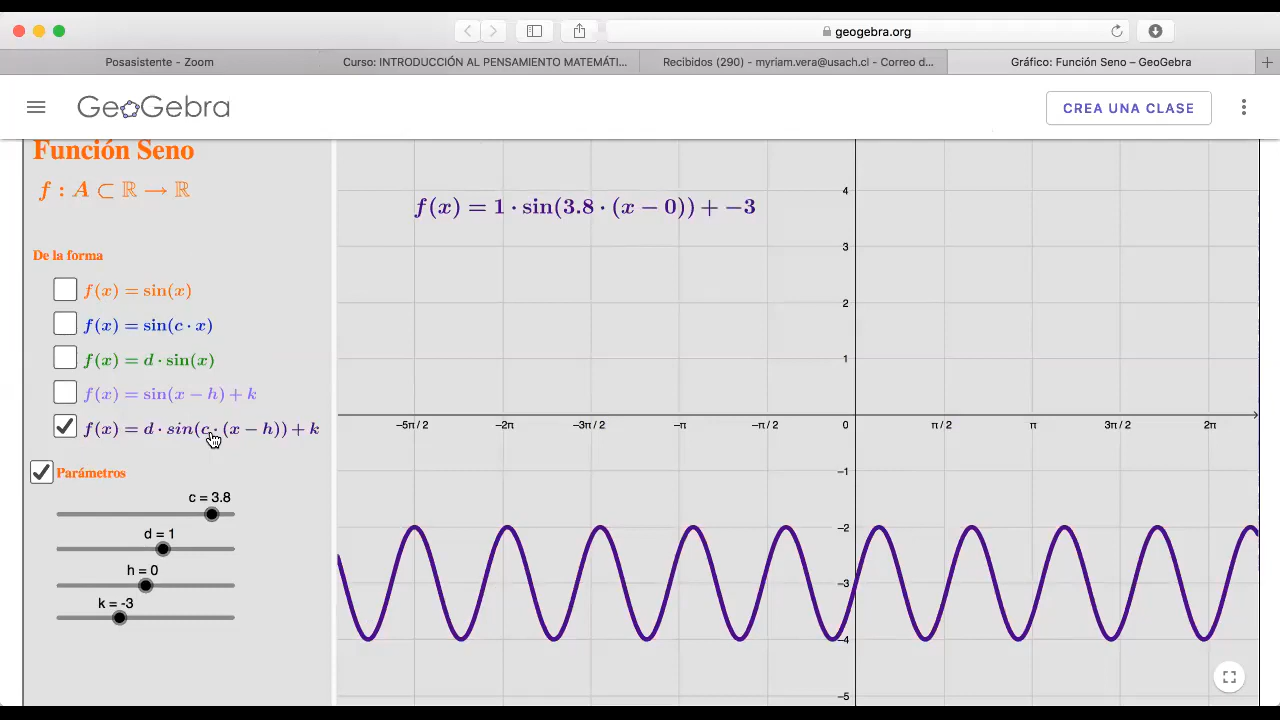 geogebra.org
Posasistente - Zoom
Curso: INTRODUCCIÓN AL PENSAMIENTO MATEMÁTI...
Recibidos (290) - myriam.vera@usach.cl - Correo d...
Gráfico: Función Seno – GeoGebra
GeoGebra
CREA UNA CLASE
Función Seno
f : A ⊂ ℝ → ℝ
De la forma
f(x) = sin(x)
f(x) = sin(c · x)
f(x) = d · sin(x)
f(x) = sin(x − h) + k
f(x) = d · sin(c · (x − h)) + k
Parámetros
c = 3.8
d = 1
h = 0
k = -3
f(x) = 1 · sin(3.8 · (x − 0)) + −3
4
3
2
1
−5π / 2 −2π −3π / 2 −π −π / 2 0 π / 2 π 3π / 2 2π
−1
−2
−3
−4
−5